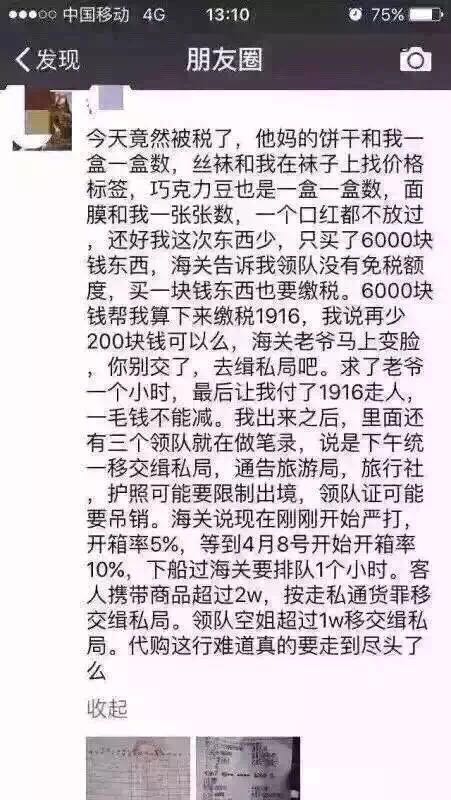 中国移动 4G 13:10 75%
发现 朋友圈
今天竟然被税了，他妈的饼干和我一
盒一盒数，丝袜和我在袜子上找价格
标签，巧克力豆也是一盒一盒数，面
膜和我一张张数，一个口红都不放过
，还好我这次东西少，只买了6000块
钱东西，海关告诉我领队没有免税额
度，买一块钱东西也要缴税。6000块
钱帮我算下来缴税1916，我说再少
200块钱可以么，海关老爷马上变脸
，你别交了，去缉私局吧。求了老爷
一个小时，最后让我付了1916走人，
一毛钱不能减。我出来之后，里面还
有三个领队就在做笔录，说是下午统
一移交缉私局，通告旅游局，旅行社
，护照可能要限制出境，领队证可能
要吊销。海关说现在刚刚开始严打，
开箱率5%，等到4月8号开始开箱率
10%，下船过海关要排队1个小时。客
人携带商品超过2w，按走私通货罪移
交缉私局。领队空姐超过1w移交缉私
局。代购这行难道真的要走到尽头了
么
收起